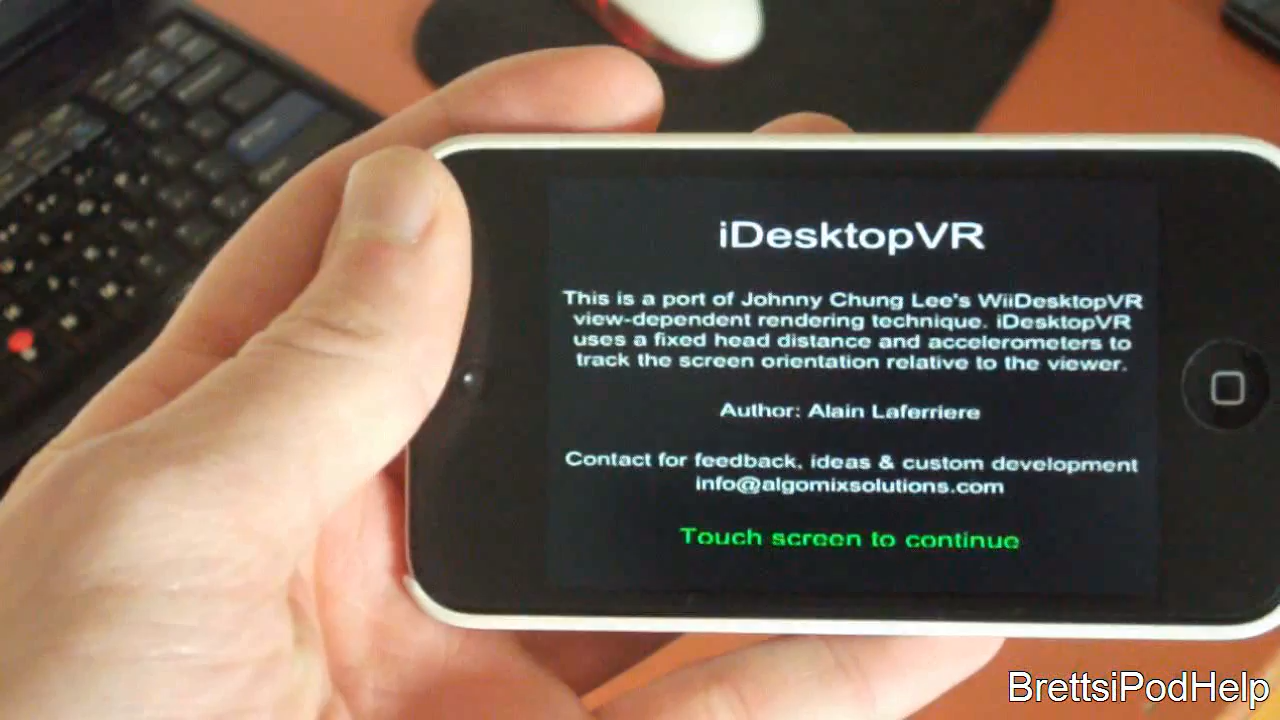 iDesktopVR
This is a port of Johnny Chung Lee's WiiDesktopVR
view-dependent rendering technique. iDesktopVR
uses a fixed head distance and accelerometers to
track the screen orientation relative to the viewer.
Author: Alain Laferriere
Contact for feedback, ideas & custom development
info@algomixsolutions.com
Touch screen to continue
BrettsiPodHelp